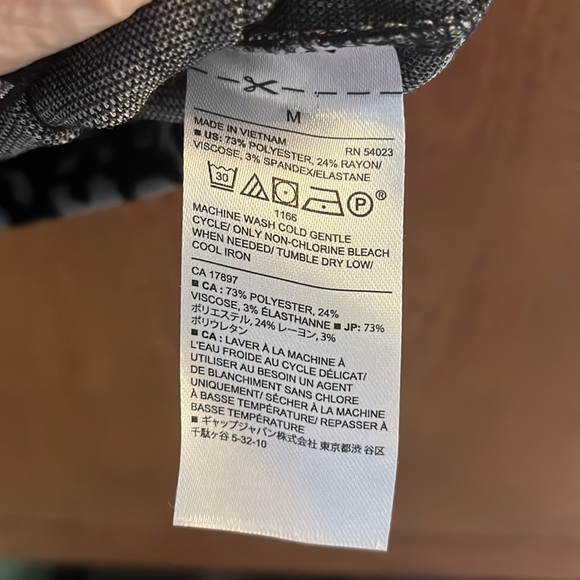 M
MADE IN VIETNAM RN 54023
■ US: 73% POLYESTER, 24% RAYON/
VISCOSE, 3% SPANDEX/ELASTANE
30 P ®
1166
MACHINE WASH COLD GENTLE
CYCLE/ ONLY NON-CHLORINE BLEACH
WHEN NEEDED/ TUMBLE DRY LOW/
COOL IRON
CA 17897
■ CA : 73% POLYESTER, 24%
VISCOSE, 3% ÉLASTHANNE ■ JP: 73%
ポリエステル, 24% レーヨン, 3%
ポリウレタン
■ CA : LAVER À LA MACHINE À
L'EAU FROIDE AU CYCLE DÉLICAT/
UTILISER AU BESOIN UN AGENT
DE BLANCHIMENT SANS CHLORE
UNIQUEMENT/ SÉCHER À LA MACHINE
À BASSE TEMPÉRATURE/ REPASSER À
BASSE TEMPÉRATURE
■ ギャップジャパン株式会社 東京都渋 谷区
千駄ヶ谷 5-32-10